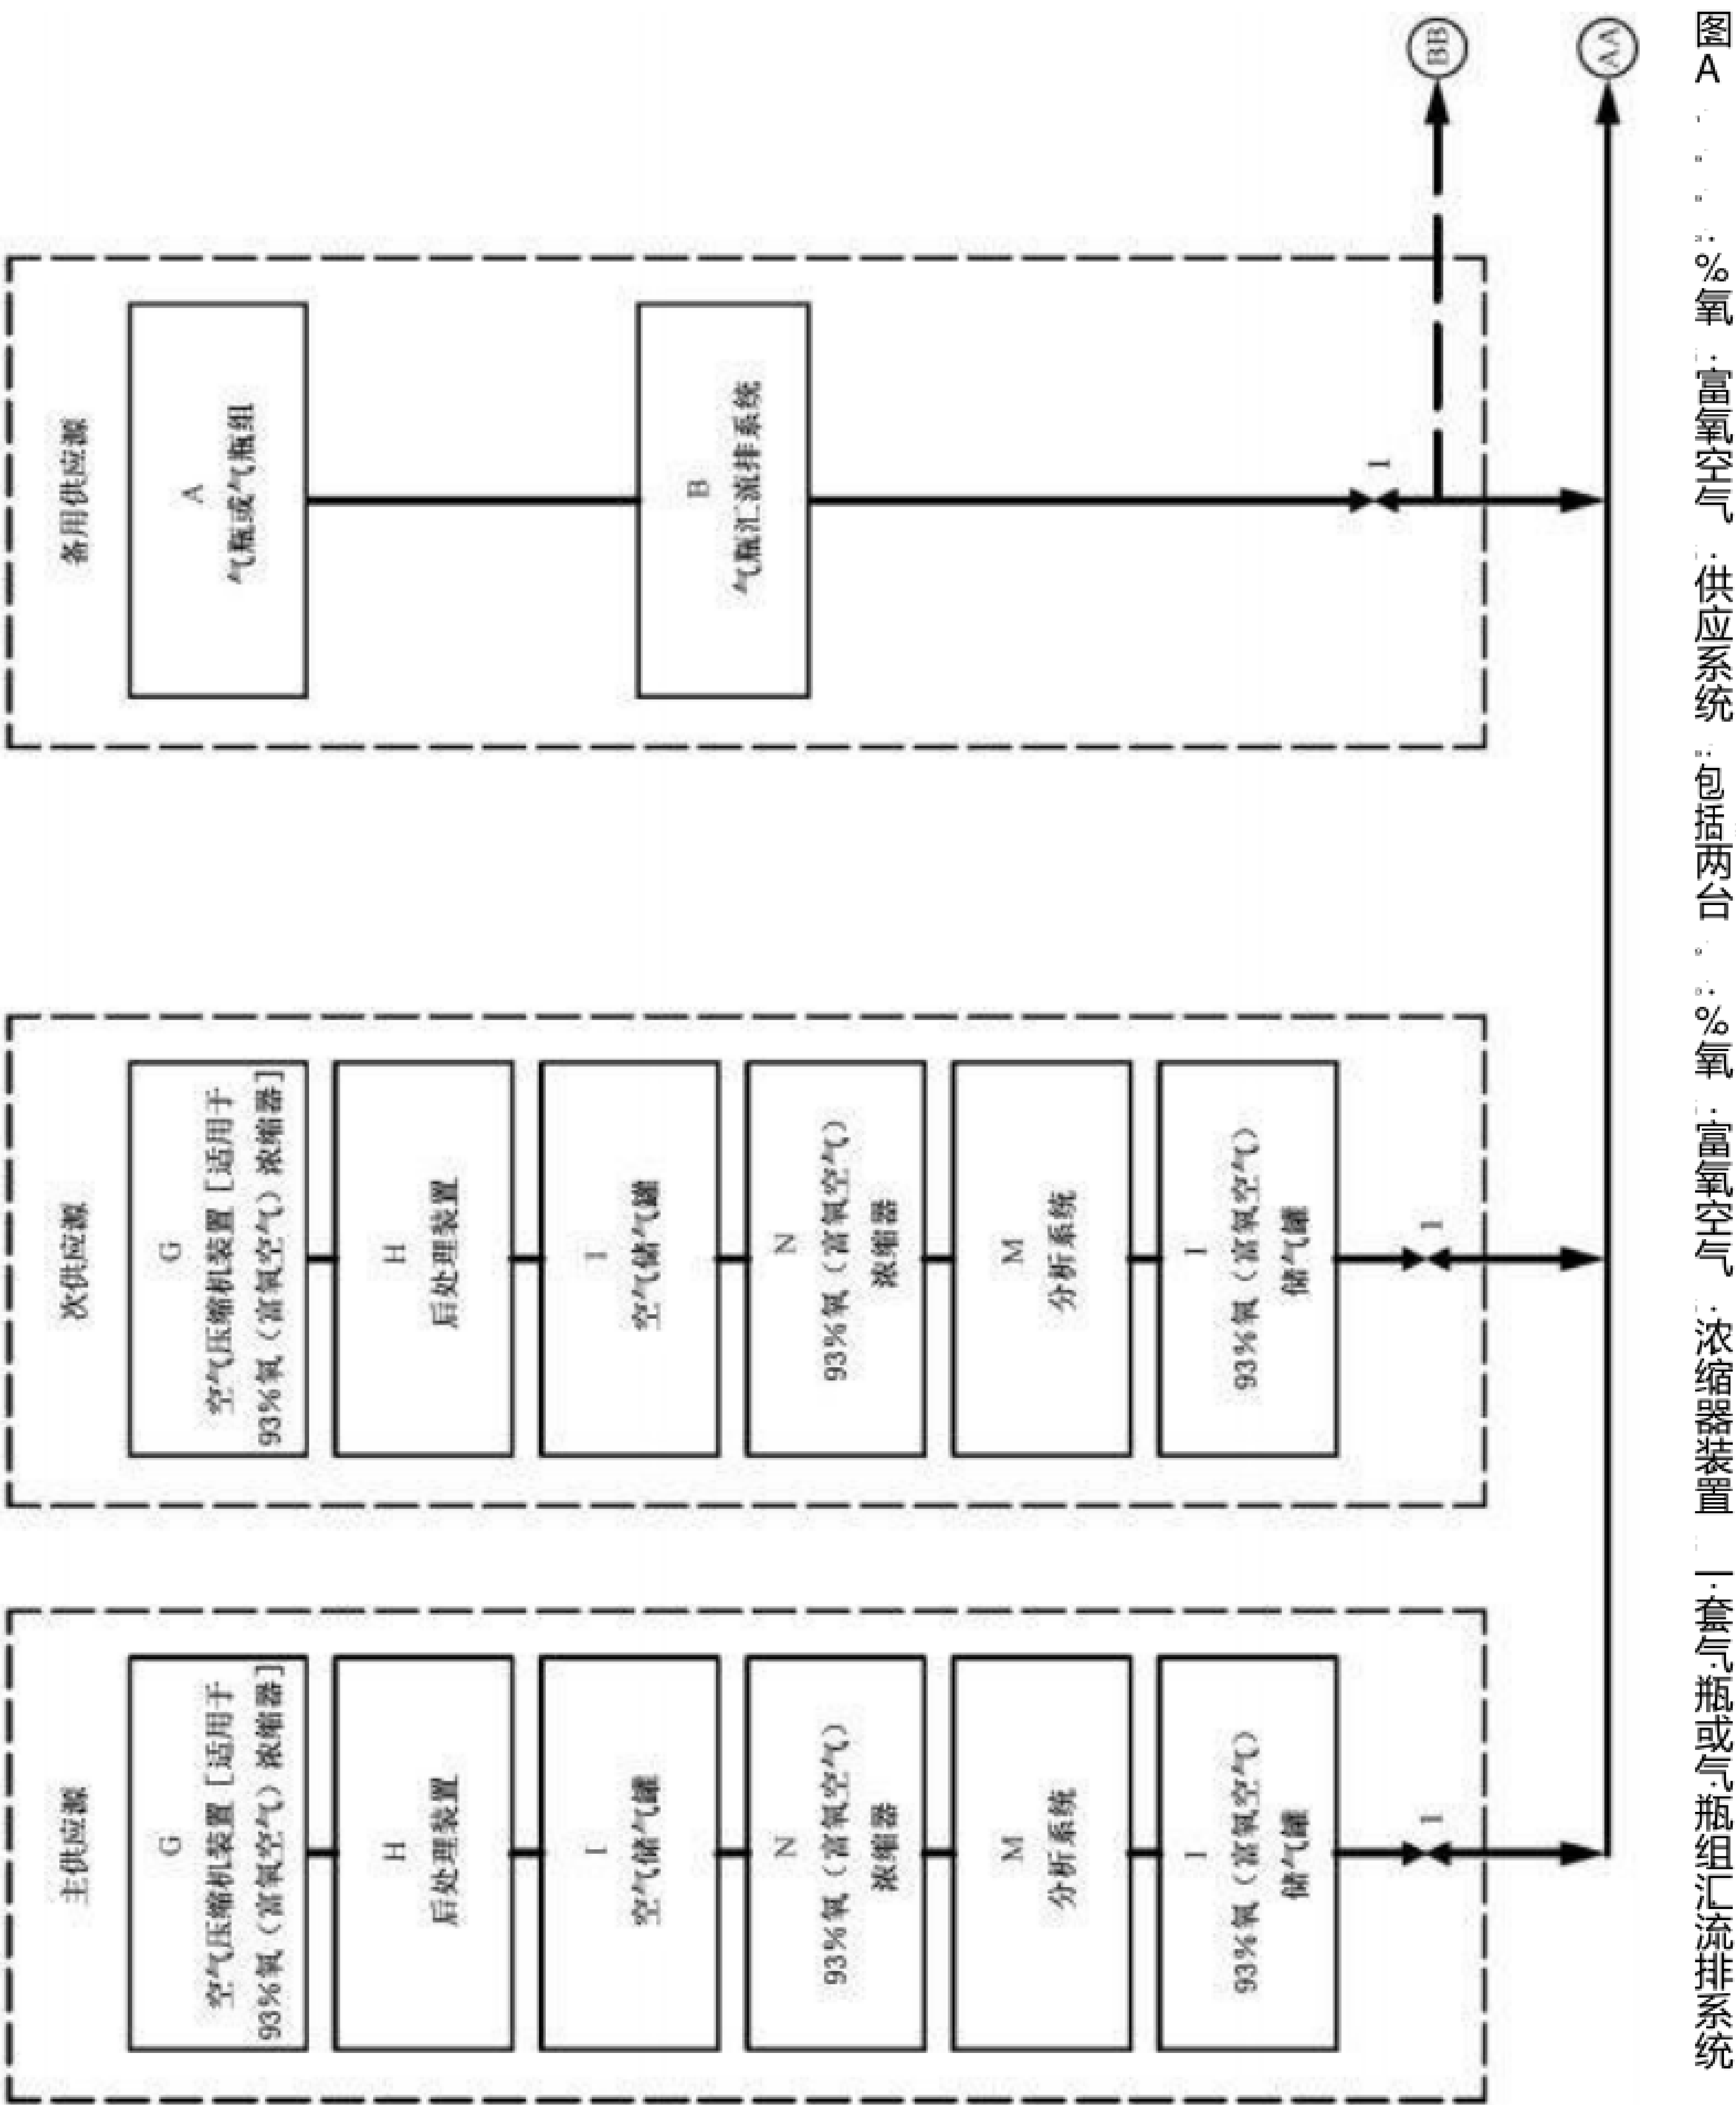 主供应源
G
空气压缩机装置［适用于
93%氧（富氧空气）浓缩器］
H
后处理装置
I
空气储气罐
N
93%氧（富氧空气）
浓缩器
M
分析系统
I
93%氧（富氧空气）
储气罐
1
次供应源
G
空气压缩机装置［适用于
93%氧（富氧空气）浓缩器］
H
后处理装置
I
空气储气罐
N
93%氧（富氧空气）
浓缩器
M
分析系统
I
93%氧（富氧空气）
储气罐
1
备用供应源
A
气瓶或气瓶组
B
气瓶汇流排系统
1
BB
AA
图A %氧 富氧空气 供应系统 包括两台 %氧 富氧空气 浓缩器装置 一套气瓶或气瓶组汇流排系统